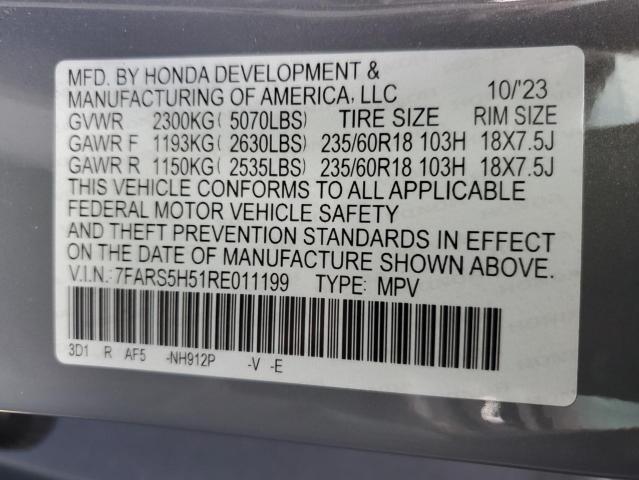 MFD. BY HONDA DEVELOPMENT &
MANUFACTURING OF AMERICA, LLC 10/'23
GVWR 2300KG ( 5070LBS) TIRE SIZE RIM SIZE
GAWR F 1193KG ( 2630LBS) 235/60R18 103H 18X7.5J
GAWR R 1150KG ( 2535LBS) 235/60R18 103H 18X7.5J
THIS VEHICLE CONFORMS TO ALL APPLICABLE
FEDERAL MOTOR VEHICLE SAFETY
AND THEFT PREVENTION STANDARDS IN EFFECT
ON THE DATE OF MANUFACTURE SHOWN ABOVE.
V.I.N.:7FARS5H51RE011199 TYPE: MPV
3D1 R AF5 -NH912P -V -E